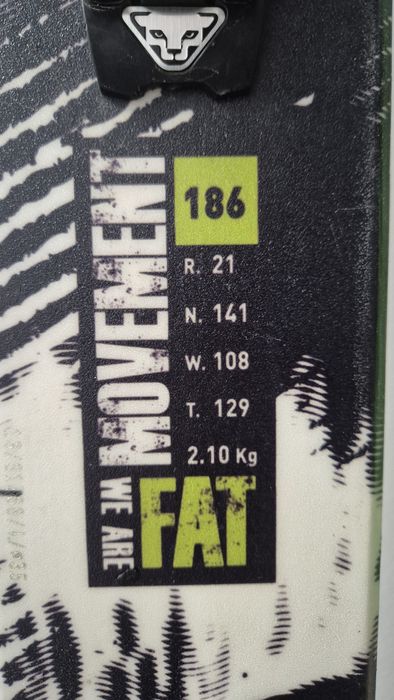 MOVEMENT
186
R. 21
N. 141
W. 108
T. 129
2.10 Kg
WE ARE
FAT